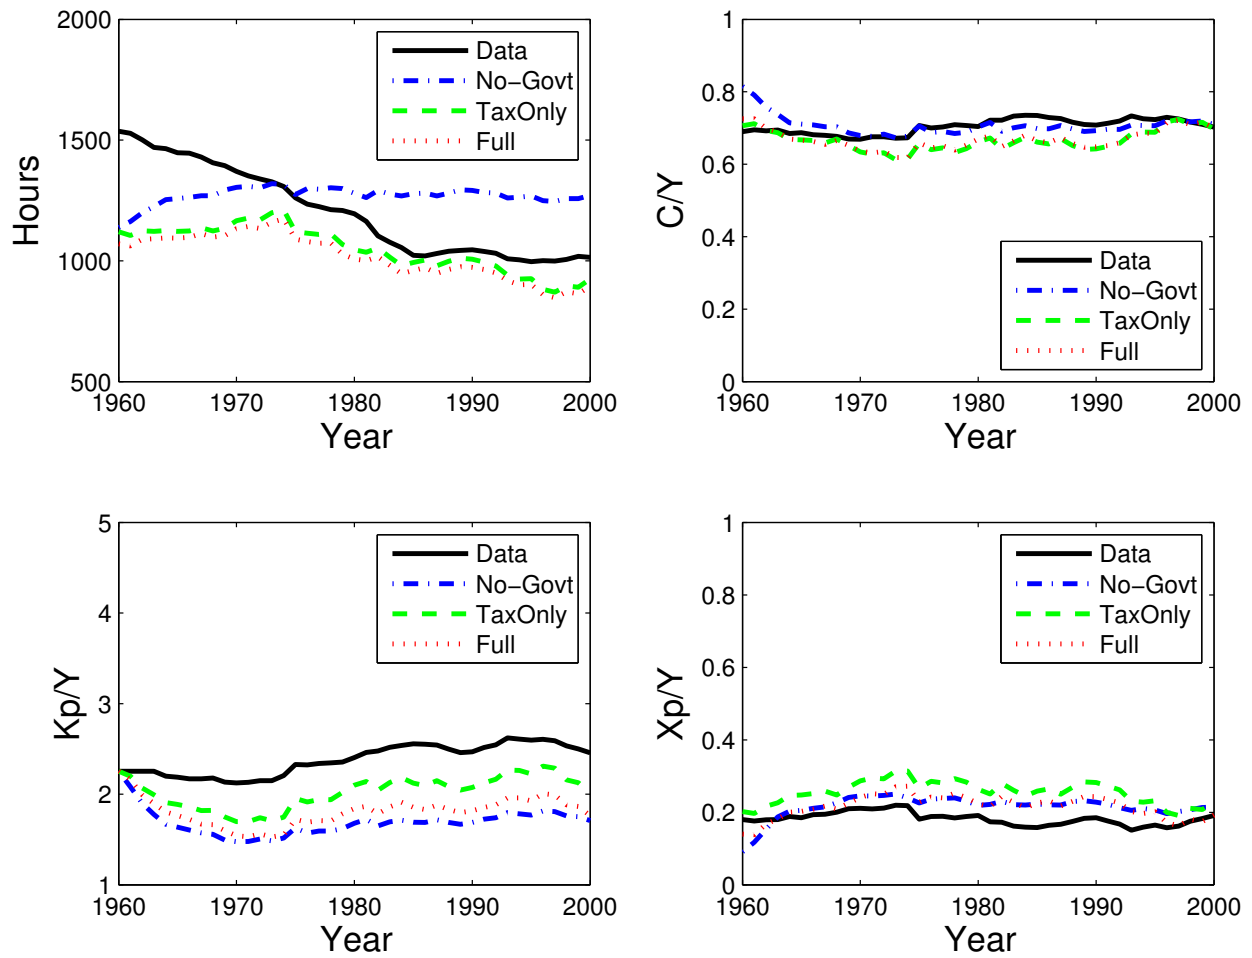 2000
1500
1000
500
Hours
1960
1970
1980
1990
2000
Year
Data
No−Govt
TaxOnly
Full
1
0.8
0.6
0.4
0.2
0
C/Y
1960
1970
1980
1990
2000
Year
Data
No−Govt
TaxOnly
Full
5
4
3
2
1
Kp/Y
1960
1970
1980
1990
2000
Year
Data
No−Govt
TaxOnly
Full
1
0.8
0.6
0.4
0.2
0
Xp/Y
1960
1970
1980
1990
2000
Year
Data
No−Govt
TaxOnly
Full